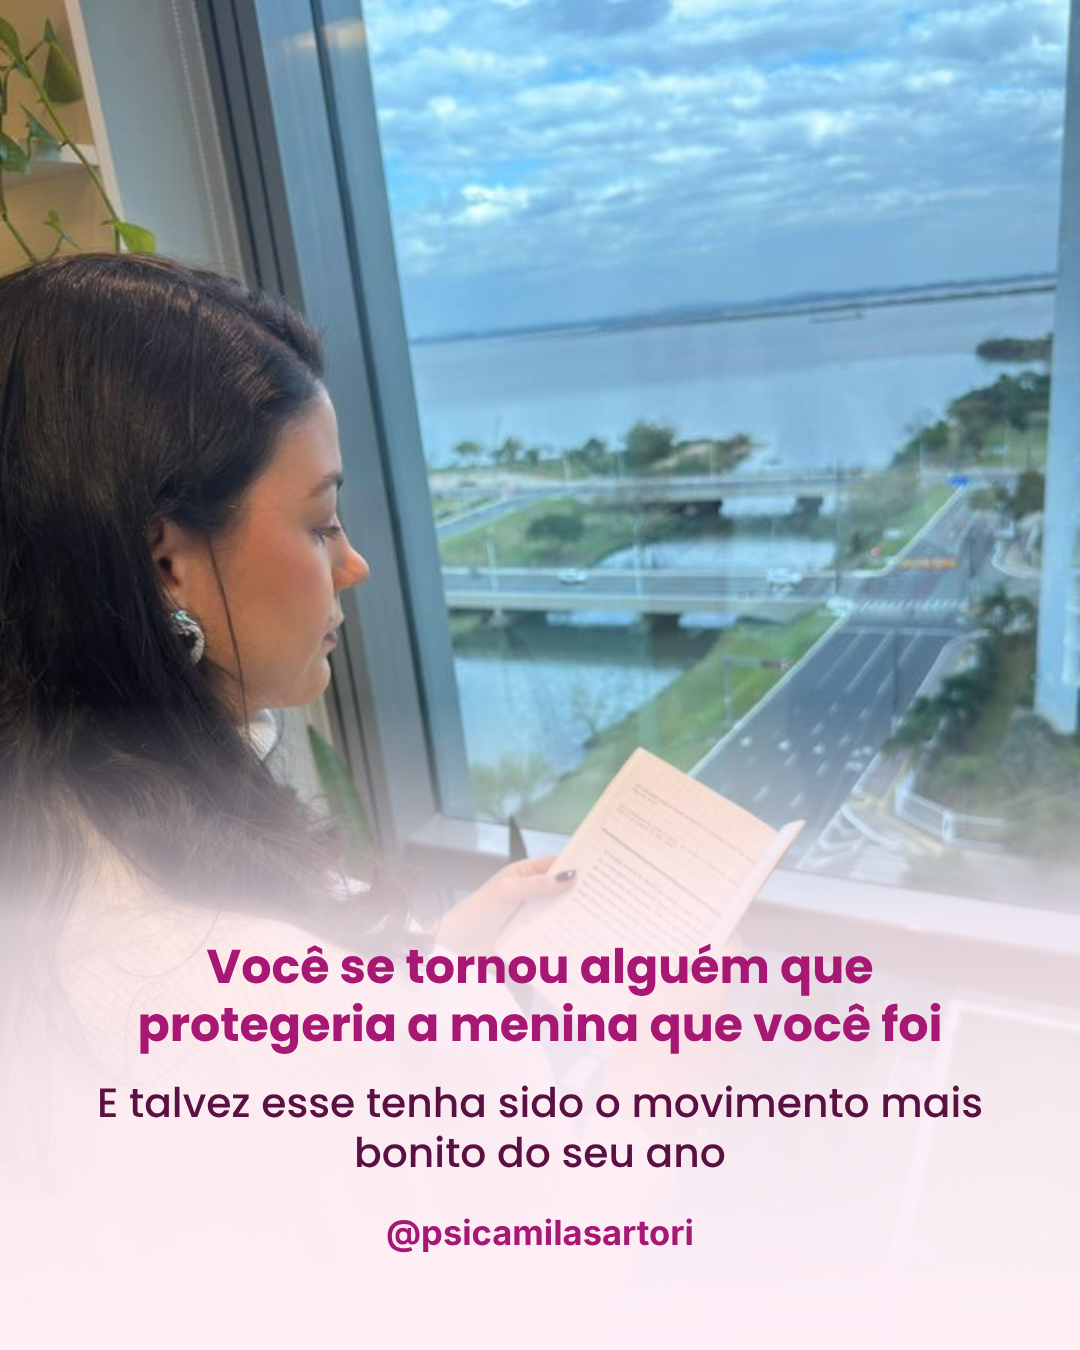 Você se tornou alguém que
protegeria a menina que você foi
E talvez esse tenha sido o movimento mais
bonito do seu ano
@psicamilasartori